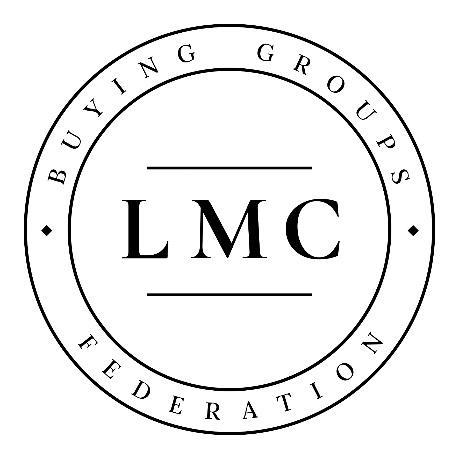 BUYING GROUPS
LMC
FEDERATION